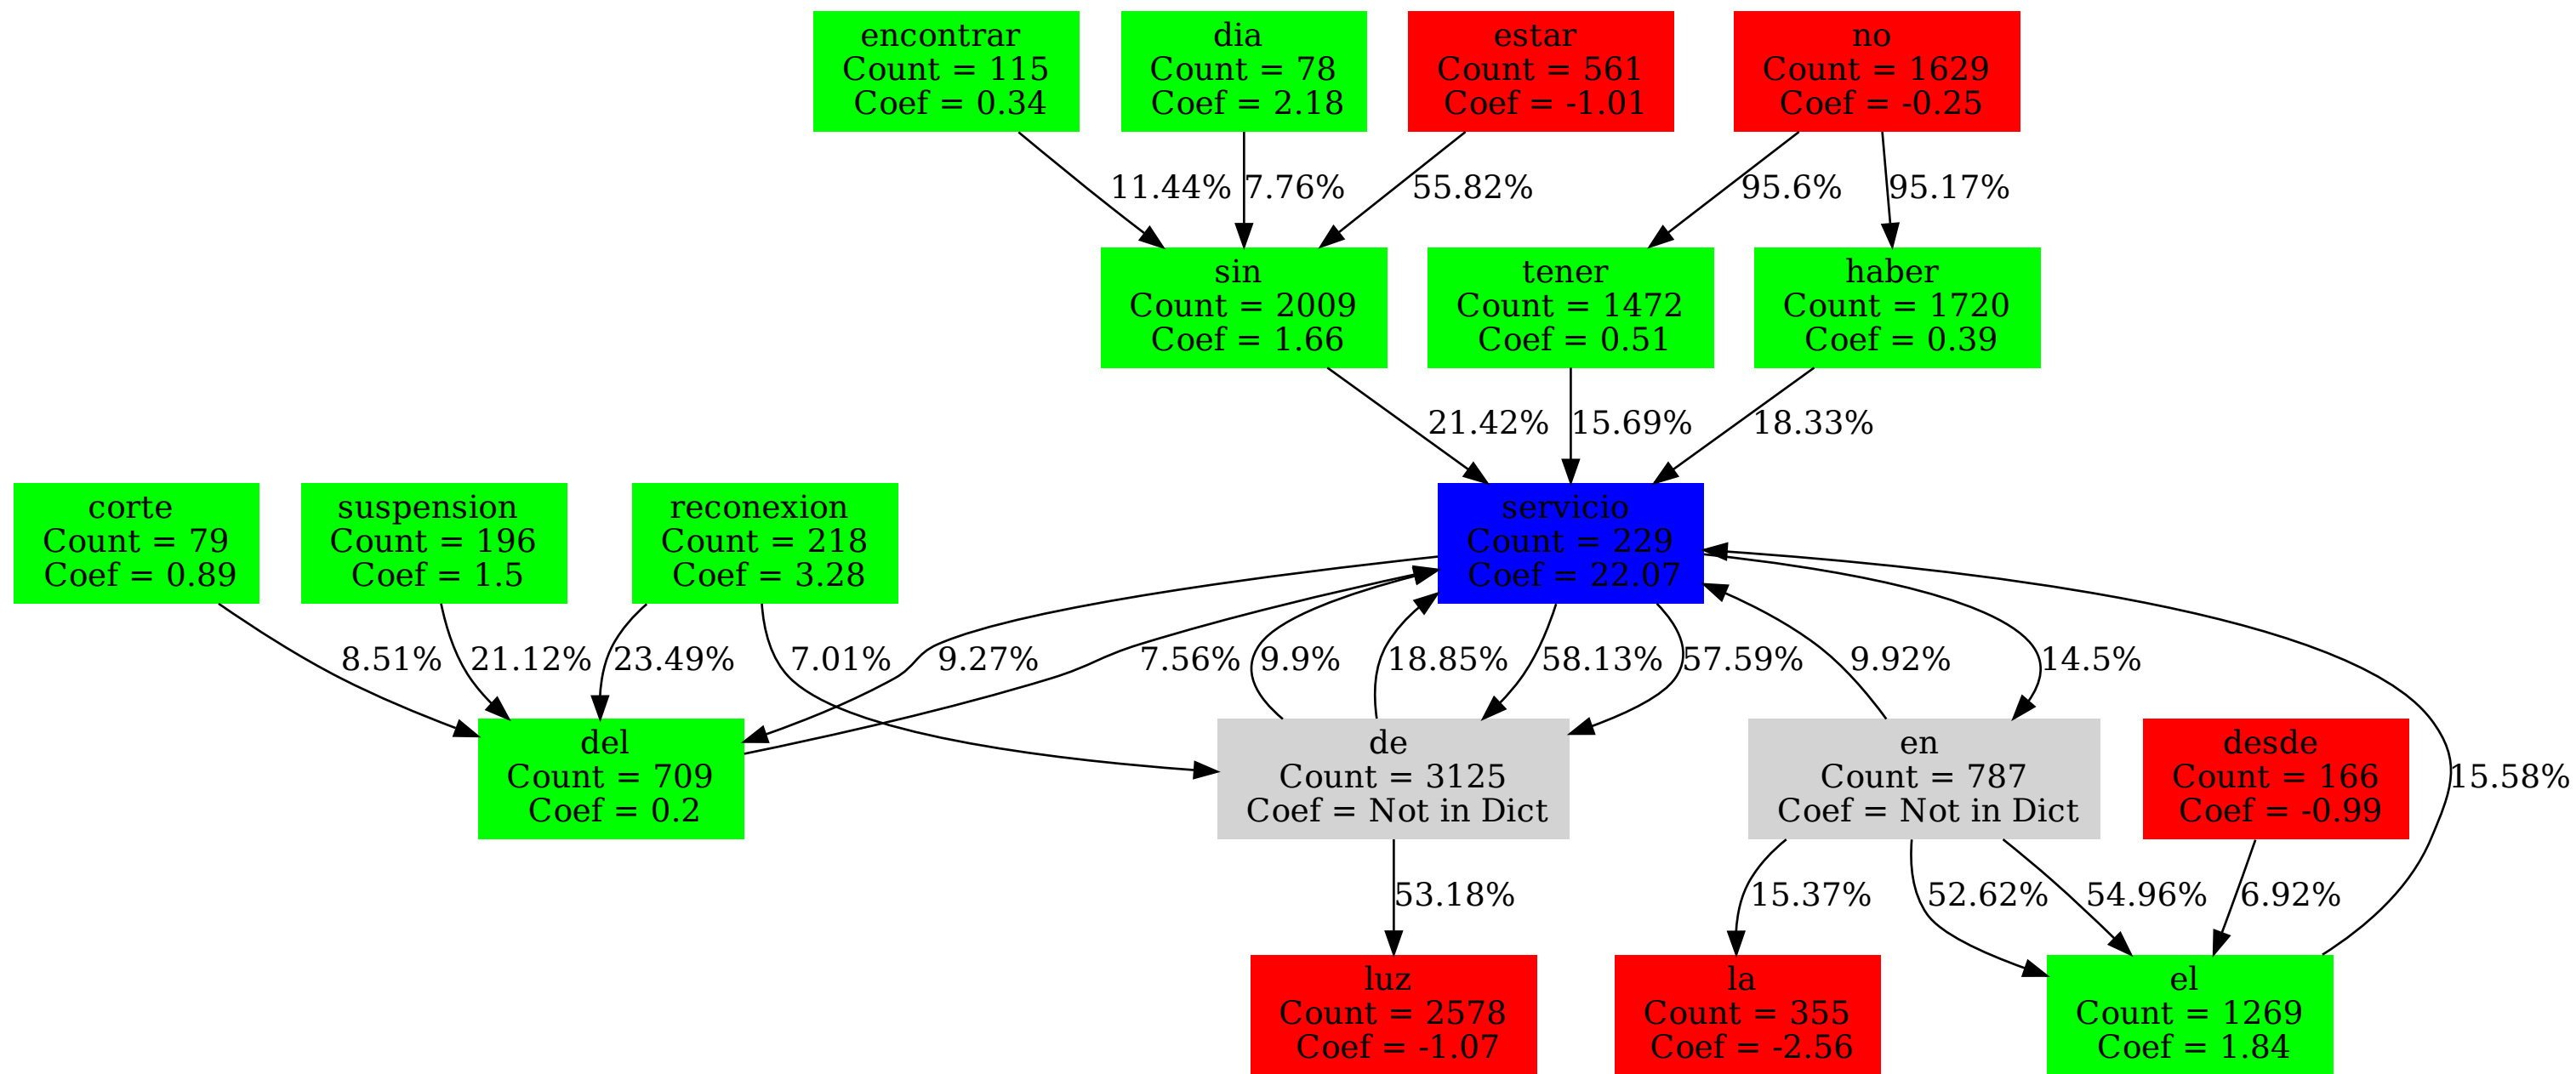 encontrar
Count = 115
Coef = 0.34
dia
Count = 78
Coef = 2.18
estar
Count = 561
Coef = -1.01
no
Count = 1629
Coef = -0.25
11.44%
7.76%
55.82%
95.6%
95.17%
sin
Count = 2009
Coef = 1.66
tener
Count = 1472
Coef = 0.51
haber
Count = 1720
Coef = 0.39
21.42%
15.69%
18.33%
corte
Count = 79
Coef = 0.89
suspension
Count = 196
Coef = 1.5
reconexion
Count = 218
Coef = 3.28
servicio
Count = 229
Coef = 22.07
8.51%
21.12%
23.49%
7.01%
9.27%
7.56%
9.9%
18.85%
58.13%
57.59%
9.92%
14.5%
del
Count = 709
Coef = 0.2
de
Count = 3125
Coef = Not in Dict
en
Count = 787
Coef = Not in Dict
desde
Count = 166
Coef = -0.99
15.58%
53.18%
15.37%
52.62%
54.96%
6.92%
luz
Count = 2578
Coef = -1.07
la
Count = 355
Coef = -2.56
el
Count = 1269
Coef = 1.84